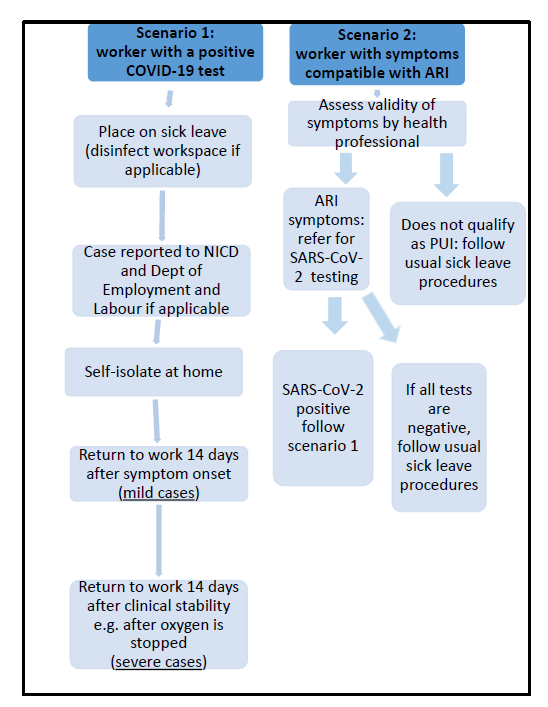 Scenario 1:
worker with a positive
COVID-19 test
Place on sick leave
(disinfect workspace if
applicable)
Case reported to NICD
and Dept of
Employment and
Labour if applicable
Self-isolate at home
Return to work 14 days
after symptom onset
(mild cases)
Return to work 14 days
after clinical stability
e.g. after oxygen is
stopped
(severe cases)
Scenario 2:
worker with symptoms
compatible with ARI
Assess validity of
symptoms by health
professional
ARI
symptoms:
refer for
SARS-CoV-
2 testing
Does not qualify
as PUI: follow
usual sick leave
procedures
SARS-CoV-2
positive
follow
scenario 1
If all tests
are
negative,
follow usual
sick leave
procedures